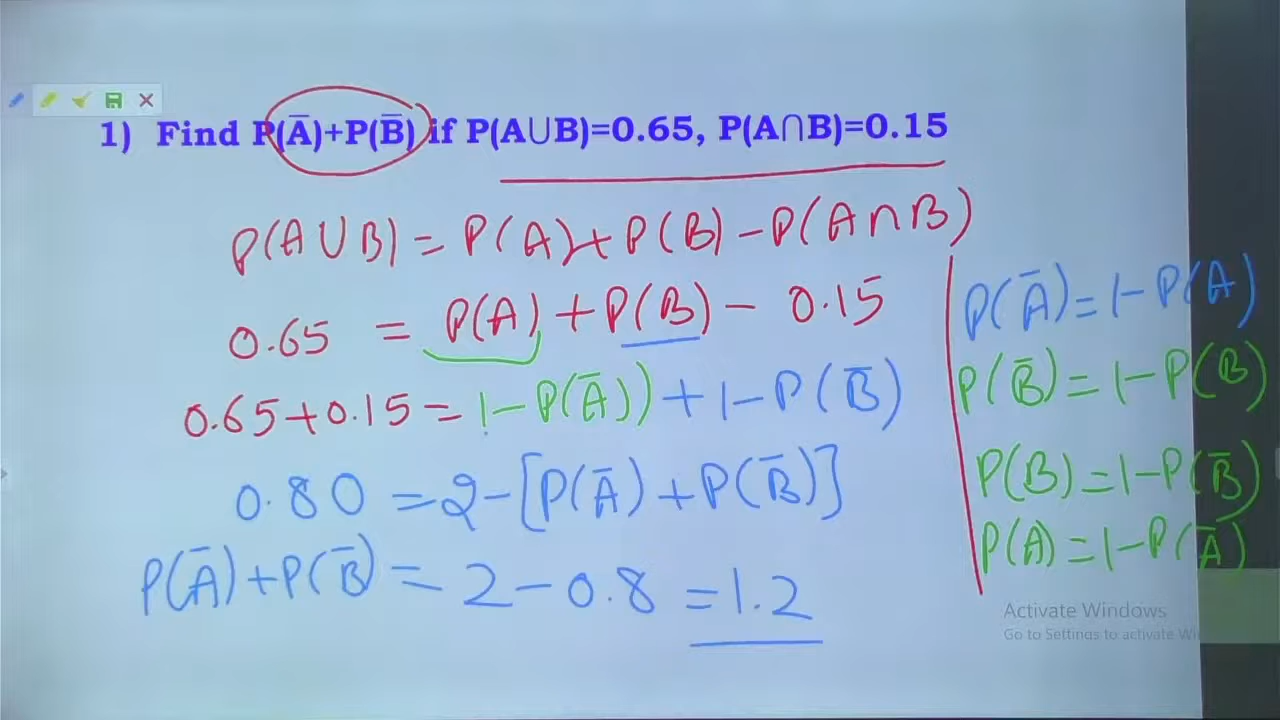 1) Find P(A̅)+P(B̅) if P(A∪B)=0.65, P(A∩B)=0.15
P(A∪B) = P(A)+ P(B) - P(A∩B)
0.65 = P(A) + P(B) - 0.15
0.65+0.15 = 1-P(A̅)) + 1-P(B̅)
0.80 = 2-[P(A̅) + P(B̅)]
P(A̅)+P(B̅) = 2-0.8 = 1.2
P(A̅)= 1-P(A)
P(B̅)= 1-P(B)
P(B)=1-P(B̅)
P(A)=1-P(A̅)
Activate Windows
Go to Settings to activate Wi